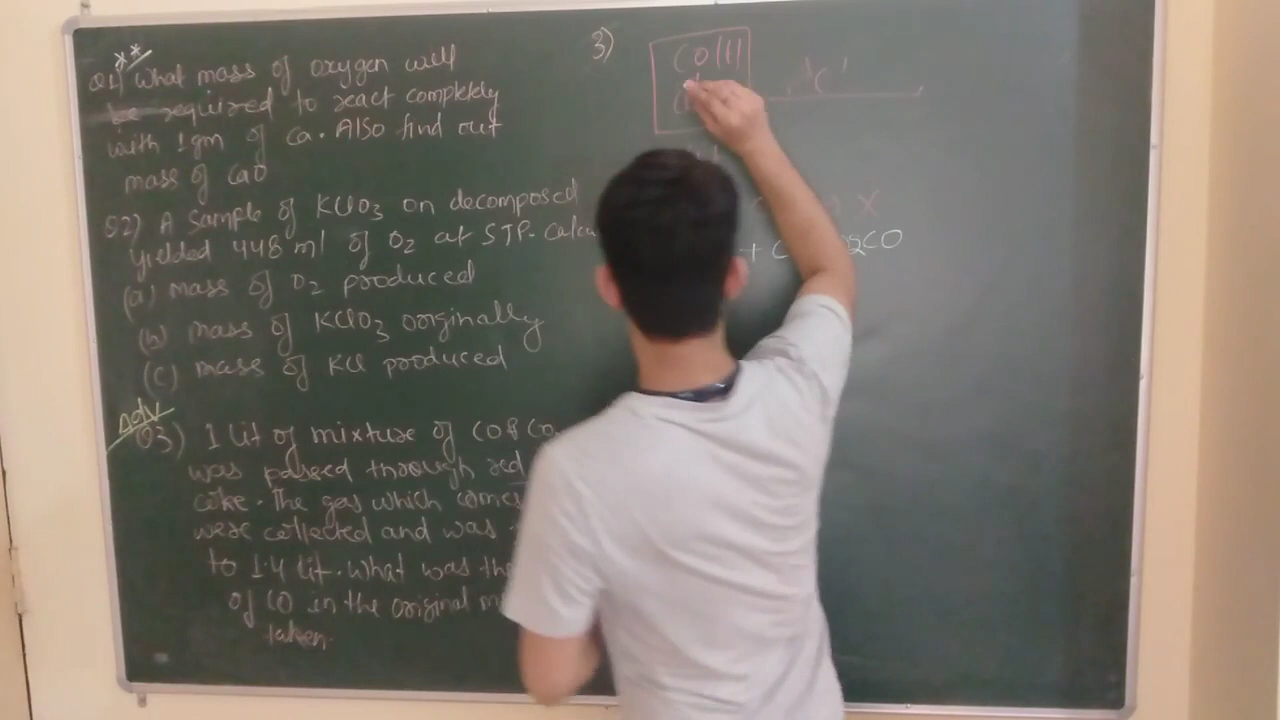 **
Q1) What mass of oxygen will
be required to react completely
with 1gm of Ca. Also find out
mass of CaO
Q2) A sample of KClO3 on decomposed
yielded 448 ml of O2 at STP. Calcu
(a) mass of O2 produced
(b) mass of KClO3 originally
(c) mass of KCl produced
Adv
Q3) 1 lit of mixture of CO & CO
was passed through red
coke. The gas which comes
were collected and was
to 1.4 lit. What was the
of CO in the original m
taken.
3)
'C'
X
+ C 2CO